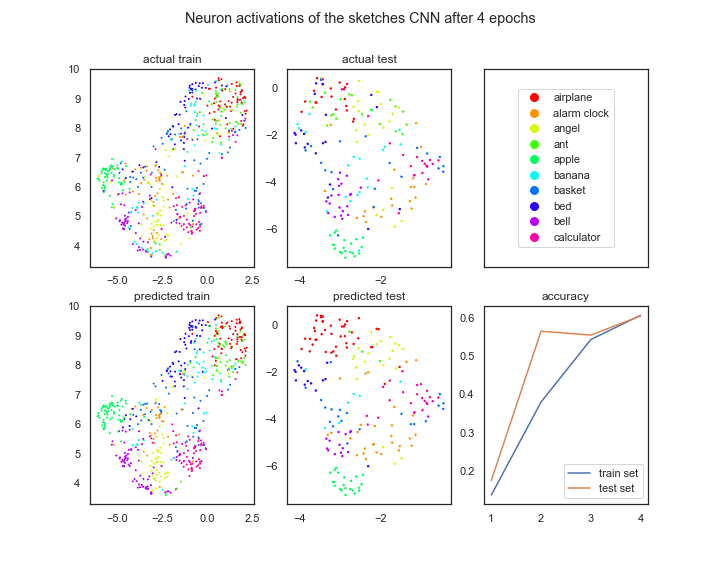 Neuron activations of the sketches CNN after 4 epochs
actual train
10
9
8
7
6
5
4
−5.0 −2.5 0.0 2.5
actual test
0
−2
−4
−6
−4 −2
airplane
alarm clock
angel
ant
apple
banana
basket
bed
bell
calculator
predicted train
10
9
8
7
6
5
4
−5.0 −2.5 0.0 2.5
predicted test
0
−2
−4
−6
−4 −2
accuracy
0.6
0.5
0.4
0.3
0.2
train set
test set
1 2 3 4